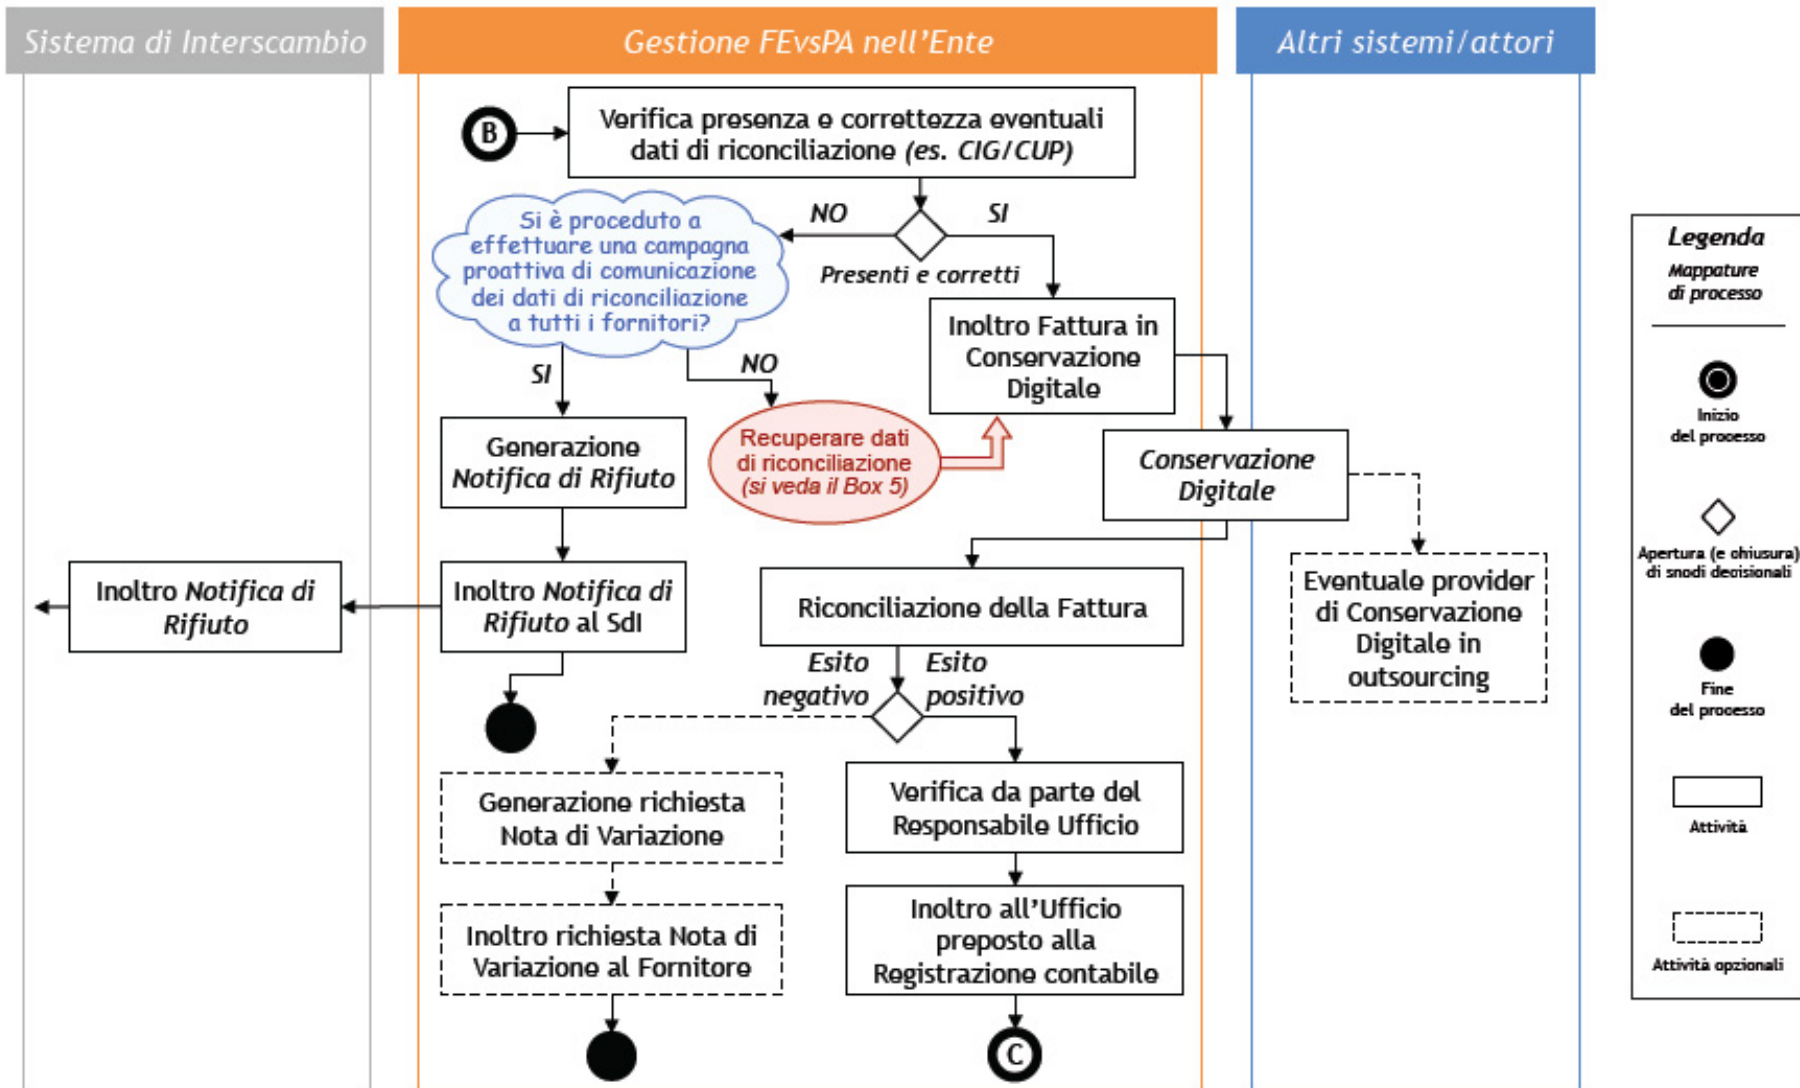 Sistema di Interscambio
Gestione FEvsPA nell'Ente
Altri sistemi/attori
B
Verifica presenza e correttezza eventuali
dati di riconciliazione (es. CIG/CUP)
NO
SI
Presenti e corretti
Si è proceduto a
effettuare una campagna
proattiva di comunicazione
dei dati di riconciliazione
a tutti i fornitori?
SI
NO
Inoltro Fattura in
Conservazione
Digitale
Generazione
Notifica di Rifiuto
Recuperare dati
di riconciliazione
(si veda il Box 5)
Conservazione
Digitale
Inoltro Notifica di
Rifiuto
Inoltro Notifica di
Rifiuto al SdI
Riconciliazione della Fattura
Eventuale provider
di Conservazione
Digitale in
outsourcing
Esito
negativo
Esito
positivo
Generazione richiesta
Nota di Variazione
Verifica da parte del
Responsabile Ufficio
Inoltro richiesta Nota di
Variazione al Fornitore
Inoltro all'Ufficio
preposto alla
Registrazione contabile
C
Legenda
Mappature
di processo
Inizio
del processo
Apertura (e chiusura)
di snodi decisionali
Fine
del processo
Attività
Attività opzionali